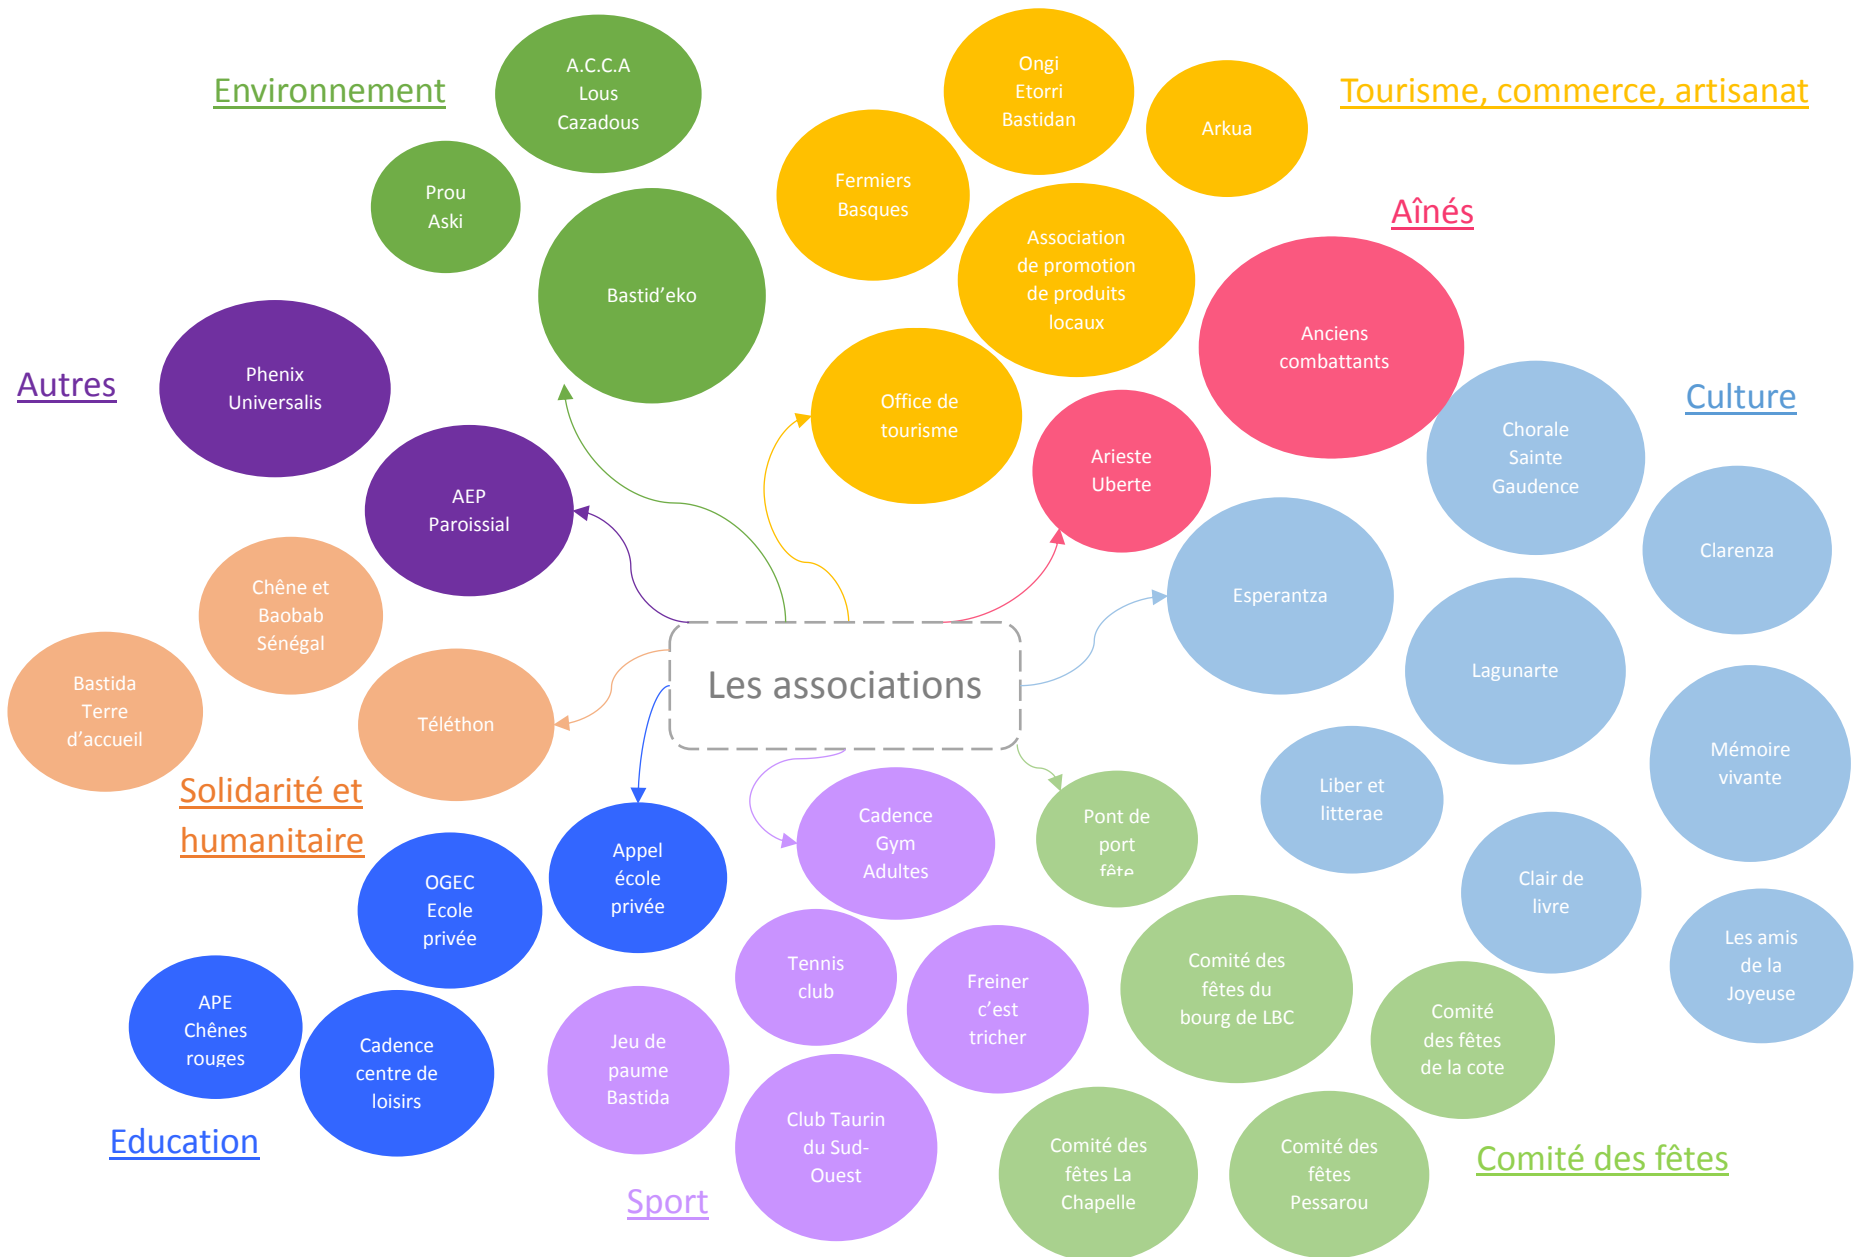 Environnement
A.C.C.A
Lous
Cazadous
Prou
Aski
Bastid’eko
Tourisme, commerce, artisanat
Ongi
Etorri
Bastidan
Arkua
Fermiers
Basques
Association
de promotion
de produits
locaux
Office de
tourisme
Aînés
Anciens
combattants
Arieste
Uberte
Autres
Phenix
Universalis
AEP
Paroissial
Culture
Chorale
Sainte
Gaudence
Clarenza
Esperantza
Lagunarte
Mémoire
vivante
Liber et
litterae
Clair de
livre
Les amis
de la
Joyeuse
Les associations
Chêne et
Baobab
Sénégal
Bastida
Terre
d’accueil
Téléthon
Solidarité et
humanitaire
Appel
école
privée
OGEC
Ecole
privée
APE
Chênes
rouges
Cadence
centre de
loisirs
Education
Cadence
Gym
Adultes
Tennis
club
Freiner
c’est
tricher
Jeu de
paume
Bastida
Club Taurin
du Sud-
Ouest
Sport
Pont de
port
fête
Comité des
fêtes du
bourg de LBC
Comité
des fêtes
de la cote
Comité des
fêtes La
Chapelle
Comité des
fêtes
Pessarou
Comité des fêtes